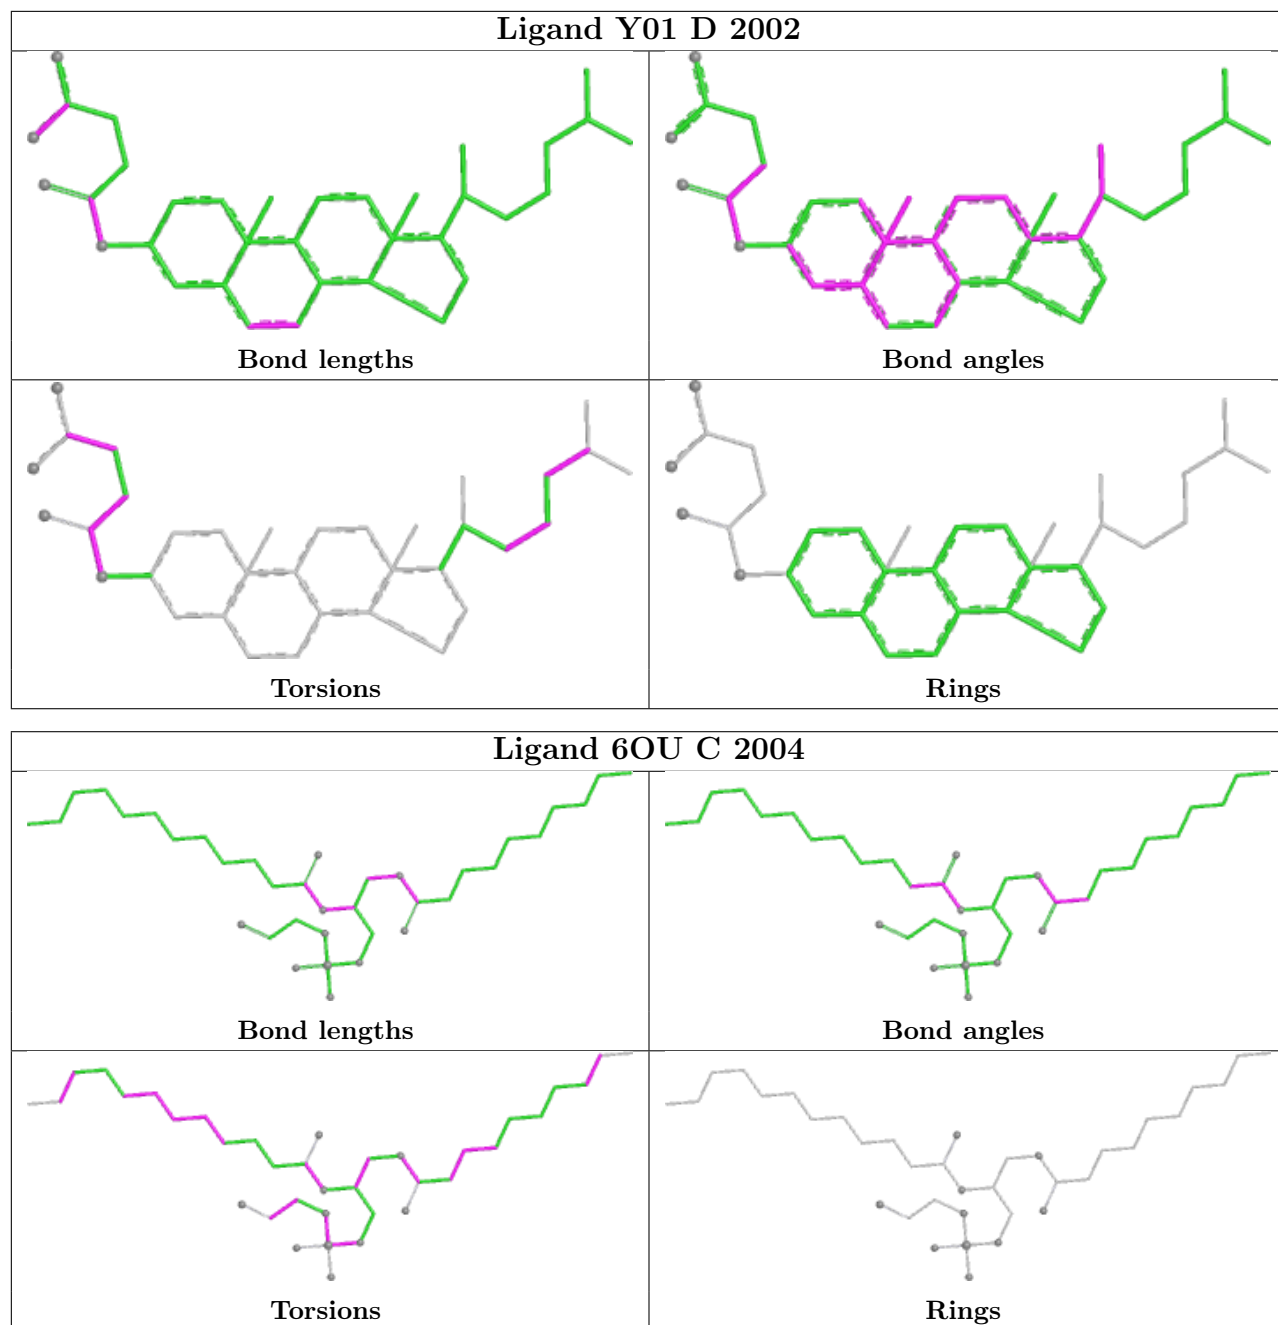 Ligand Y01 D 2002
Bond lengths
Bond angles
Torsions
Rings
Ligand 6OU C 2004
Bond lengths
Bond angles
Torsions
Rings